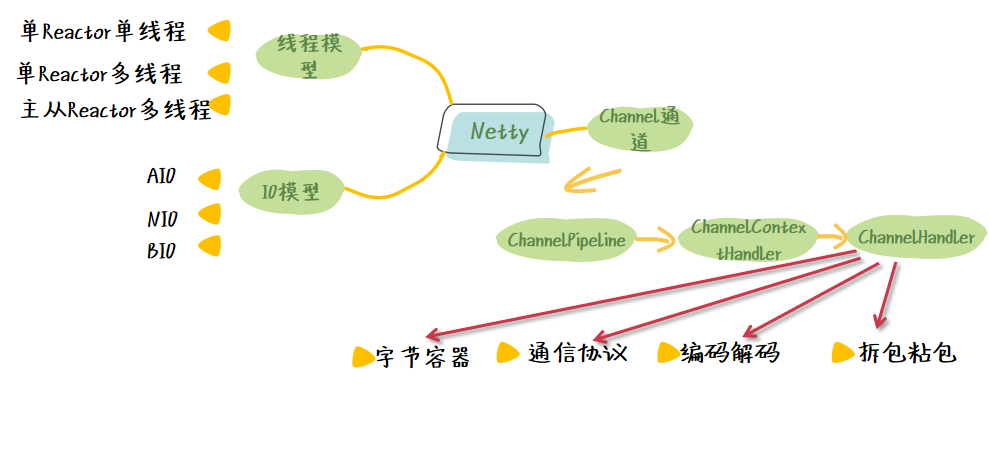 单Reactor单线程
单Reactor多线程
主从Reactor多线程
线程模
型
Netty
Channel通
道
AIO
NIO
BIO
IO模型
ChannelPipeLine
ChannelContex
tHandler
ChannelHandler
字节容器
通信协议
编码解码
拆包粘包